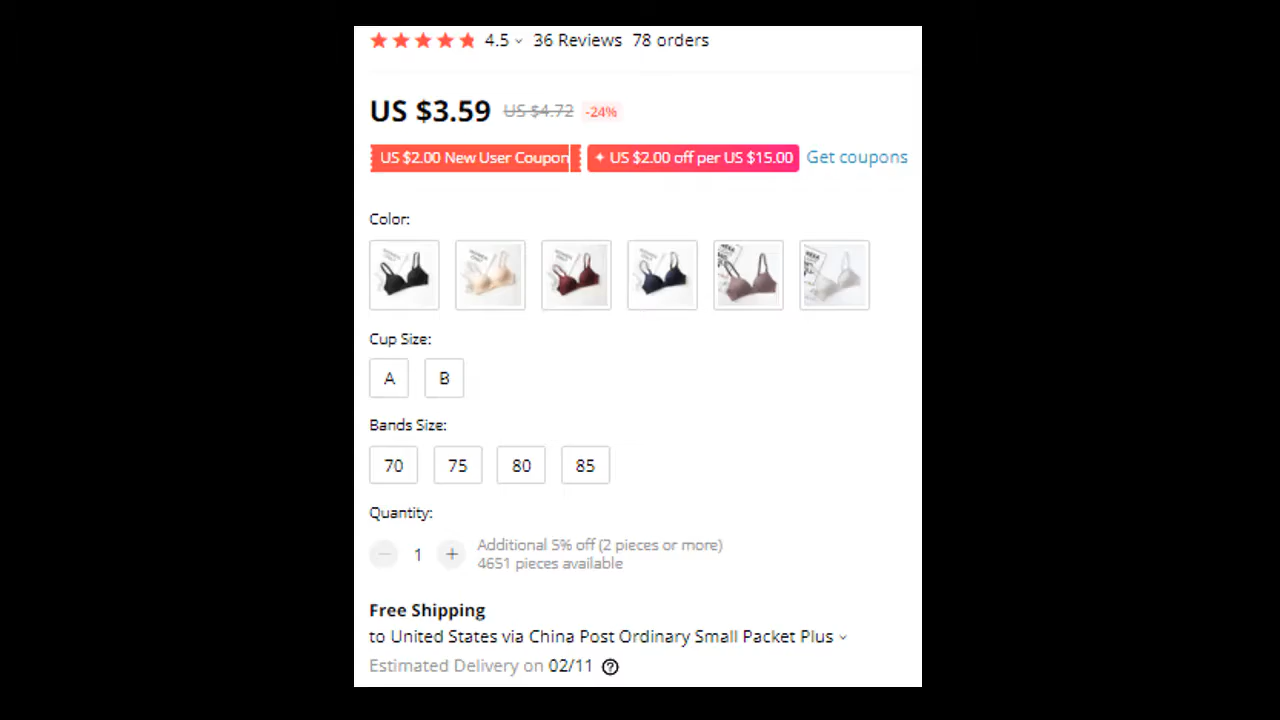 4.5 36 Reviews 78 orders
US $3.59 US $4.72 -24%
US $2.00 New User Coupon US $2.00 off per US $15.00 Get coupons
Color:
Cup Size:
A B
Bands Size:
70 75 80 85
Quantity:
1 + Additional 5% off (2 pieces or more)
4651 pieces available
Free Shipping
to United States via China Post Ordinary Small Packet Plus
Estimated Delivery on 02/11 ?